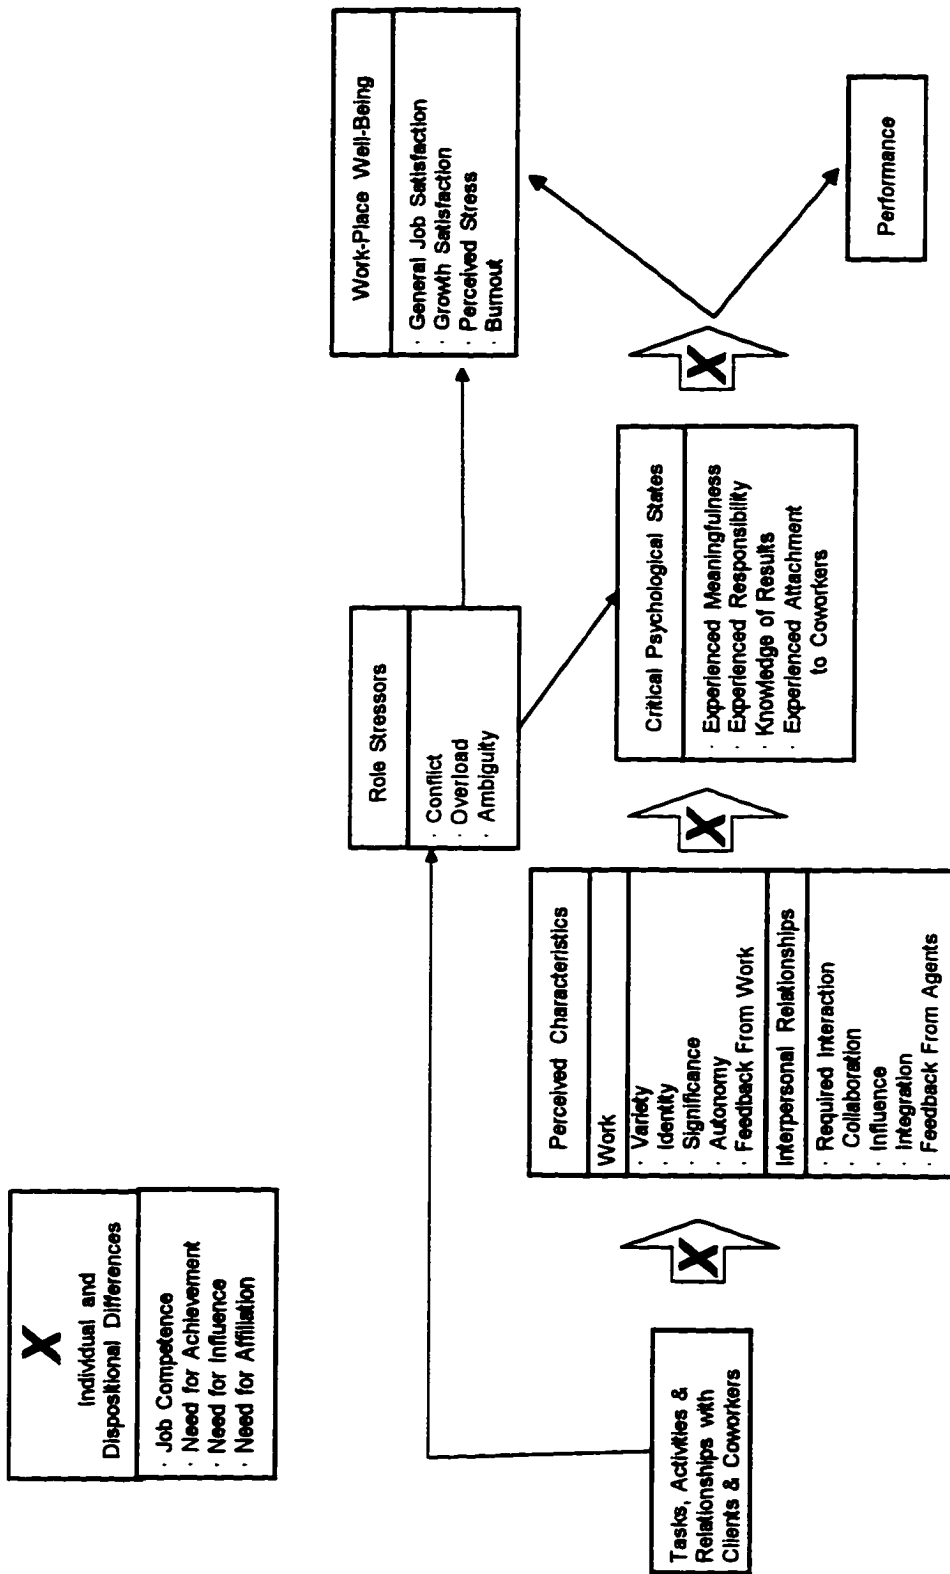 X
Individual and
Dispositional Differences
· Job Competence
· Need for Achievement
· Need for Influence
· Need for Affiliation
Tasks, Activities &
Relationships with
Clients & Coworkers
X
Perceived Characteristics
Work
· Variety
· Identity
· Significance
· Autonomy
· Feedback From Work
Interpersonal Relationships
· Required Interaction
· Collaboration
· Influence
· Integration
· Feedback From Agents
X
Role Stressors
· Conflict
· Overload
· Ambiguity
Critical Psychological States
· Experienced Meaningfulness
· Experienced Responsibility
· Knowledge of Results
· Experienced Attachment
to Coworkers
X
Work-Place Well-Being
· General Job Satisfaction
· Growth Satisfaction
· Perceived Stress
· Burnout
Performance